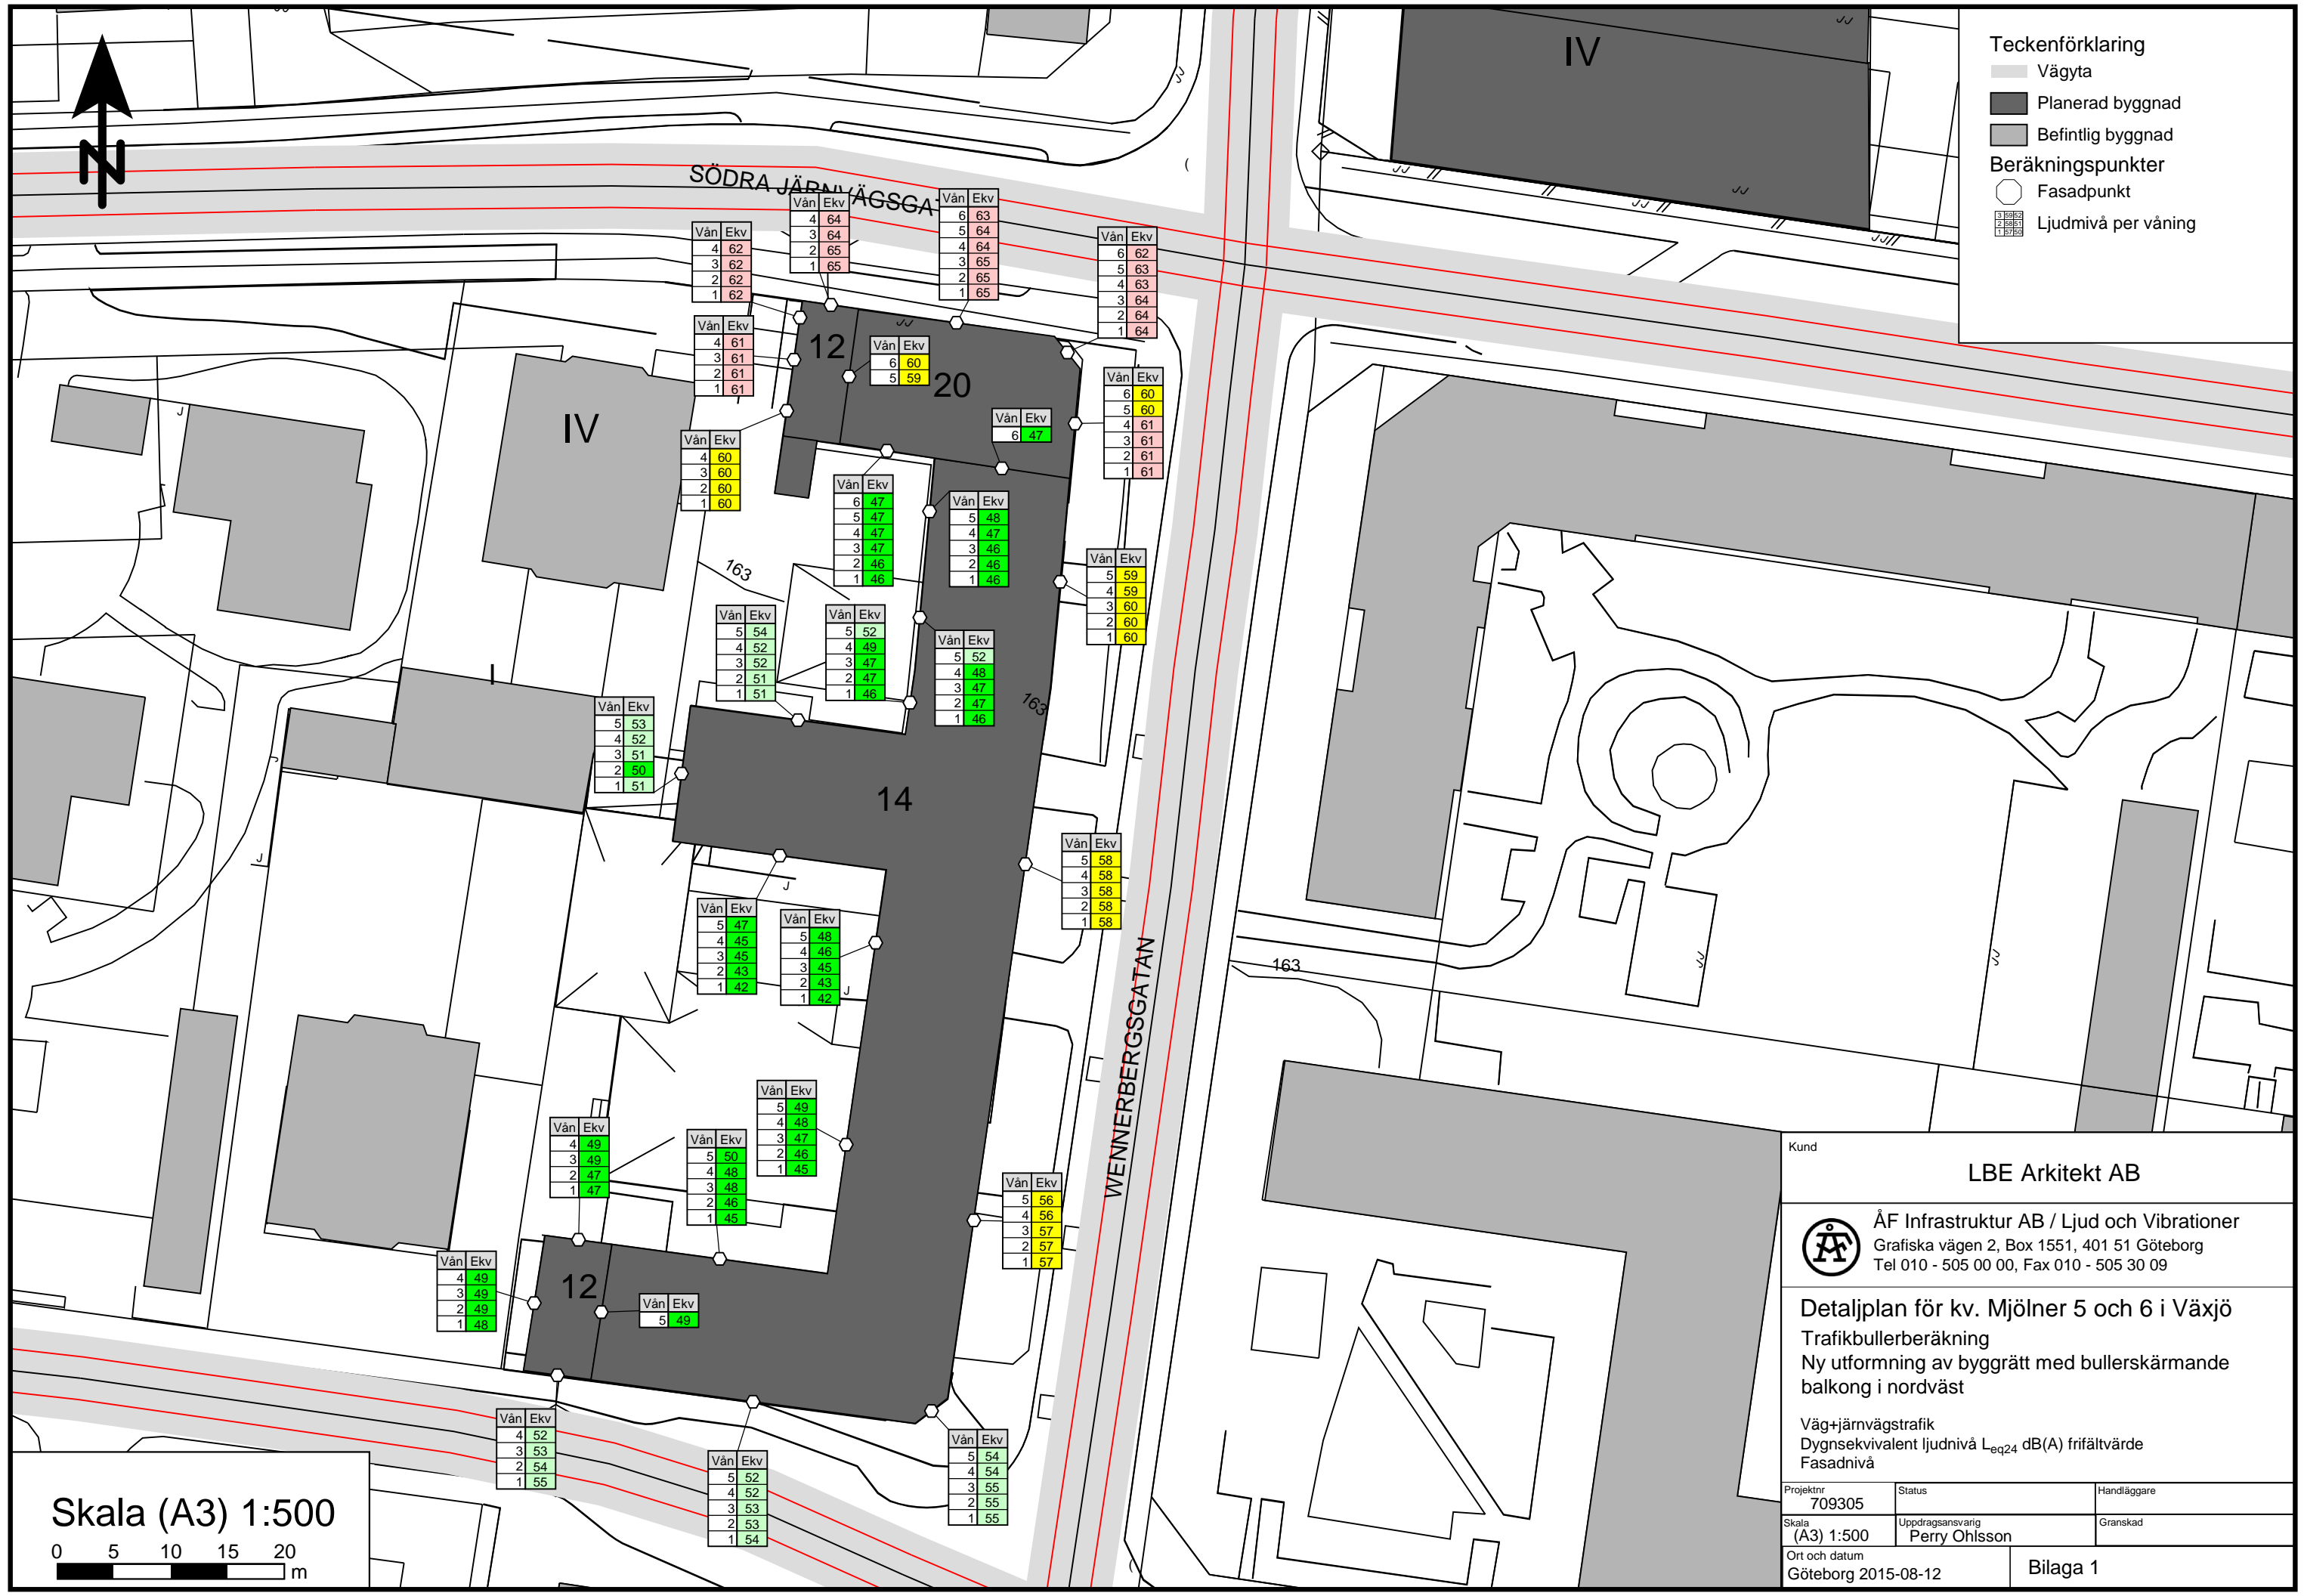 N
SÖDRA JÄRNVÄGSGAT
IV
Teckenförklaring
Vägyta
Planerad byggnad
Befintlig byggnad
Beräkningspunkter
Fasadpunkt
Ljudmivå per våning
Vån Ekv
4 62
3 62
2 62
1 62
Vån Ekv
4 64
3 64
2 65
1 65
Vån Ekv
6 63
5 64
4 64
3 65
2 65
1 65
Vån Ekv
6 62
5 63
4 63
3 64
2 64
1 64
Vån Ekv
4 61
3 61
2 61
1 61
12
Vån Ekv
6 60
5 59
20
Vån Ekv
6 60
5 60
4 61
3 61
2 61
1 61
IV
Vån Ekv
4 60
3 60
2 60
1 60
Vån Ekv
6 47
Vån Ekv
6 47
5 47
4 47
3 47
2 46
1 46
Vån Ekv
5 48
4 47
3 46
2 46
1 46
163
Vån Ekv
5 59
4 59
3 60
2 60
1 60
Vån Ekv
5 54
4 52
3 52
2 51
1 51
Vån Ekv
5 52
4 49
3 47
2 47
1 46
Vån Ekv
5 52
4 48
3 47
2 47
1 46
163
I
Vån Ekv
5 53
4 52
3 51
2 50
1 51
14
Vån Ekv
5 58
4 58
3 58
2 58
1 58
Vån Ekv
5 47
4 45
3 45
2 43
1 42
Vån Ekv
5 48
4 46
3 45
2 43
1 42
163
WENNERBERGSGATAN
Vån Ekv
5 49
4 48
3 47
2 46
1 45
Vån Ekv
4 49
3 49
2 47
1 47
Vån Ekv
5 50
4 48
3 48
2 46
1 45
Vån Ekv
5 56
4 56
3 57
2 57
1 57
Vån Ekv
4 49
3 49
2 49
1 48
12
Vån Ekv
5 49
Vån Ekv
4 52
3 53
2 54
1 55
Vån Ekv
5 52
4 52
3 53
2 53
1 54
Vån Ekv
5 54
4 54
3 55
2 55
1 55
Skala (A3) 1:500
0 5 10 15 20
m
Kund
LBE Arkitekt AB
ÅF
ÅF Infrastruktur AB / Ljud och Vibrationer
Grafiska vägen 2, Box 1551, 401 51 Göteborg
Tel 010 - 505 00 00, Fax 010 - 505 30 09
Detaljplan för kv. Mjölner 5 och 6 i Växjö
Trafikbullerberäkning
Ny utformning av byggrätt med bullerskärmande
balkong i nordväst
Väg+järnvägstrafik
Dygnsekvivalent ljudnivå Leq24 dB(A) frifältvärde
Fasadnivå
Projektnr
709305
Status
Handläggare
Skala
(A3) 1:500
Uppdragsansvarig
Perry Ohlsson
Granskad
Ort och datum
Göteborg 2015-08-12
Bilaga 1